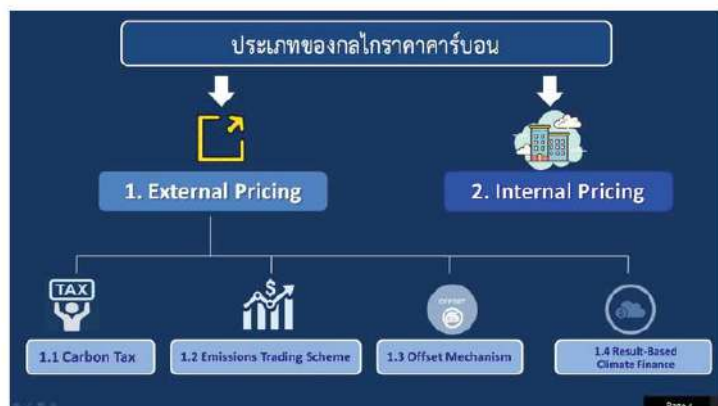 ประเภทของกลไกราคาคาร์บอน
1. External Pricing
2. Internal Pricing
TAX
$
OFFSET
1.1 Carbon Tax
1.2 Emissions Trading Scheme
1.3 Offset Mechanism
1.4 Result-Based
Climate Finance